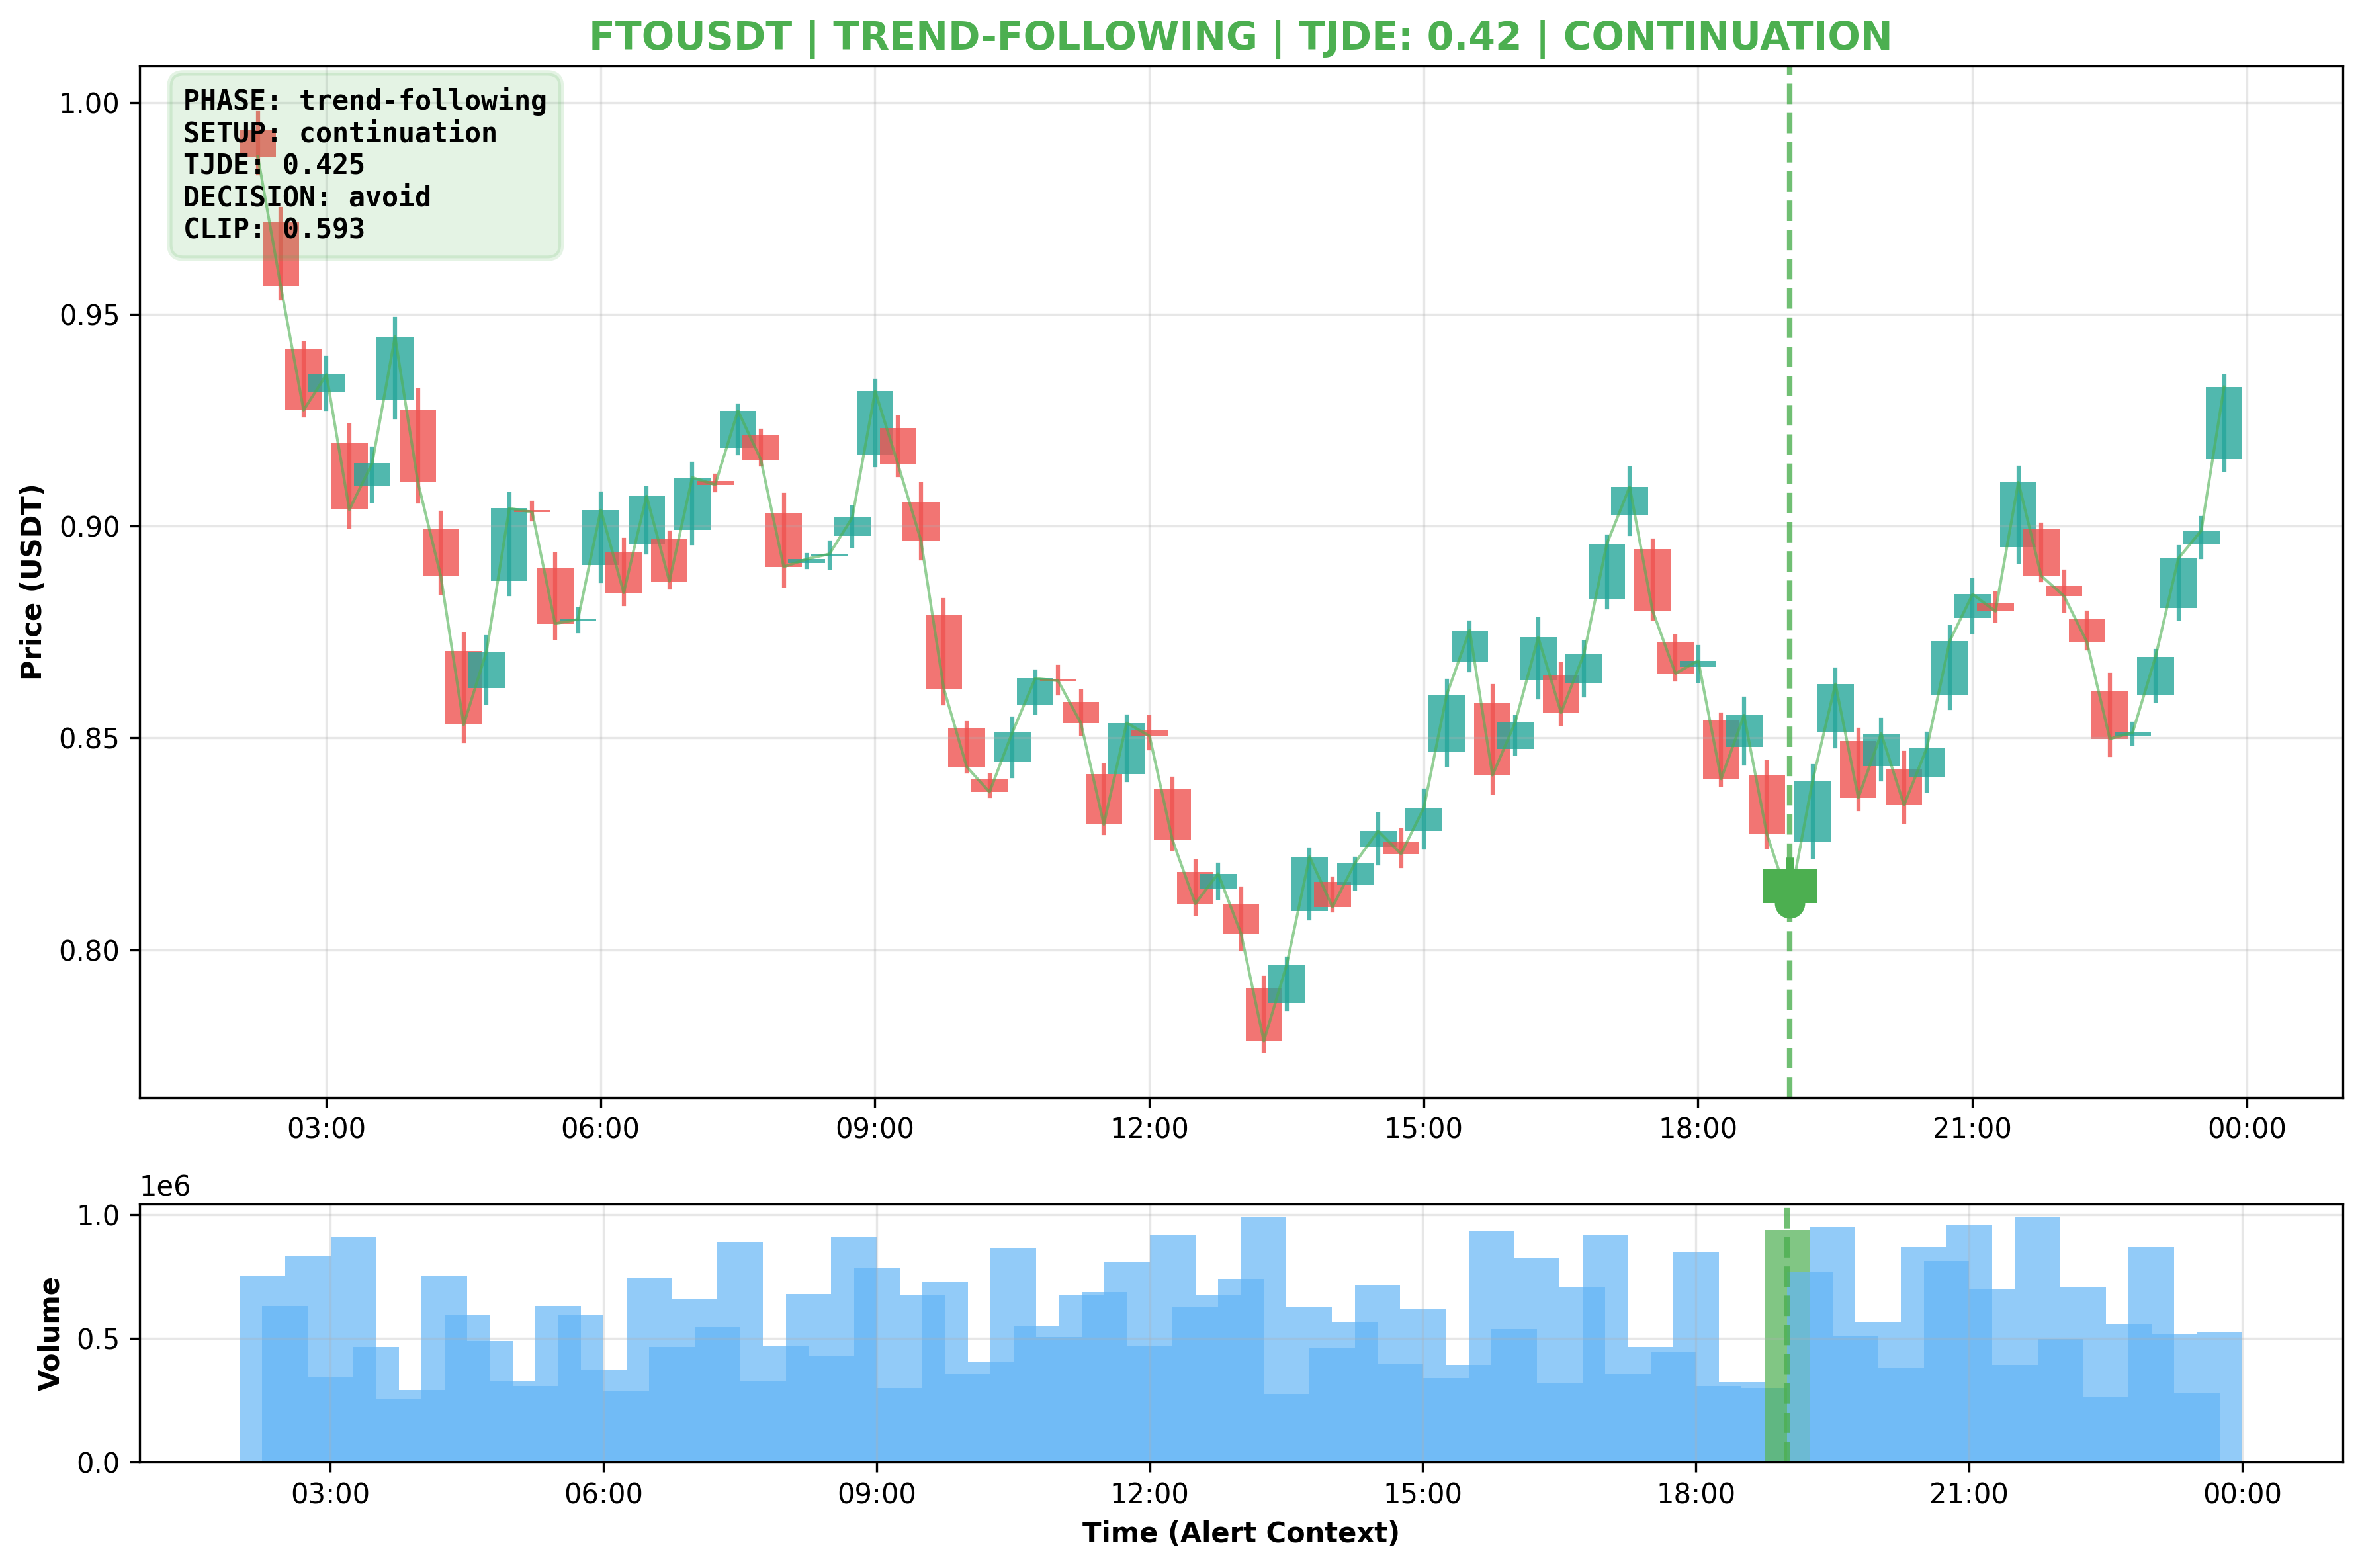 FTOUSDT | TREND-FOLLOWING | TJDE: 0.42 | CONTINUATION
PHASE: trend-following
SETUP: continuation
TJDE: 0.425
DECISION: avoid
CLIP: 0.593
Price (USDT)
1.00
0.95
0.90
0.85
0.80
03:00 06:00 09:00 12:00 15:00 18:00 21:00 00:00
1e6
Volume
1.0
0.5
0.0
03:00 06:00 09:00 12:00 15:00 18:00 21:00 00:00
Time (Alert Context)